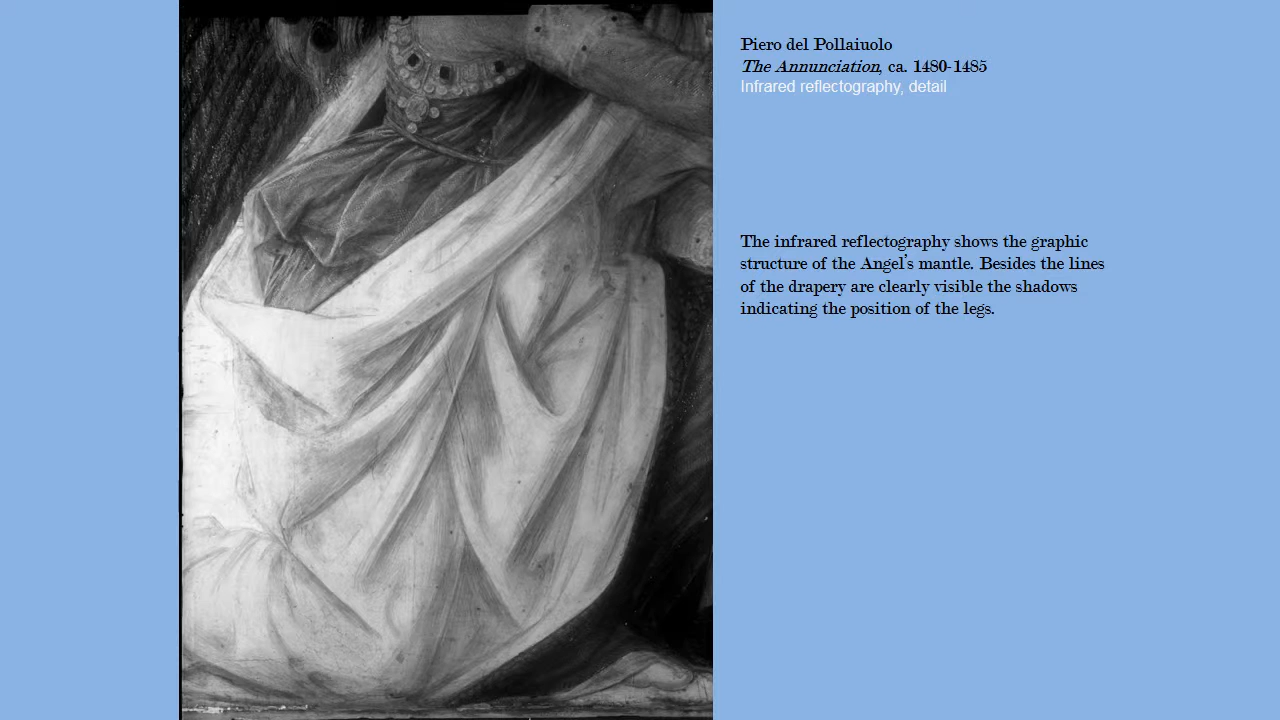 Piero del Pollaiuolo
The Annunciation, ca. 1480-1485
Infrared reflectography, detail
The infrared reflectography shows the graphic
structure of the Angel's mantle. Besides the lines
of the drapery are clearly visible the shadows
indicating the position of the legs.